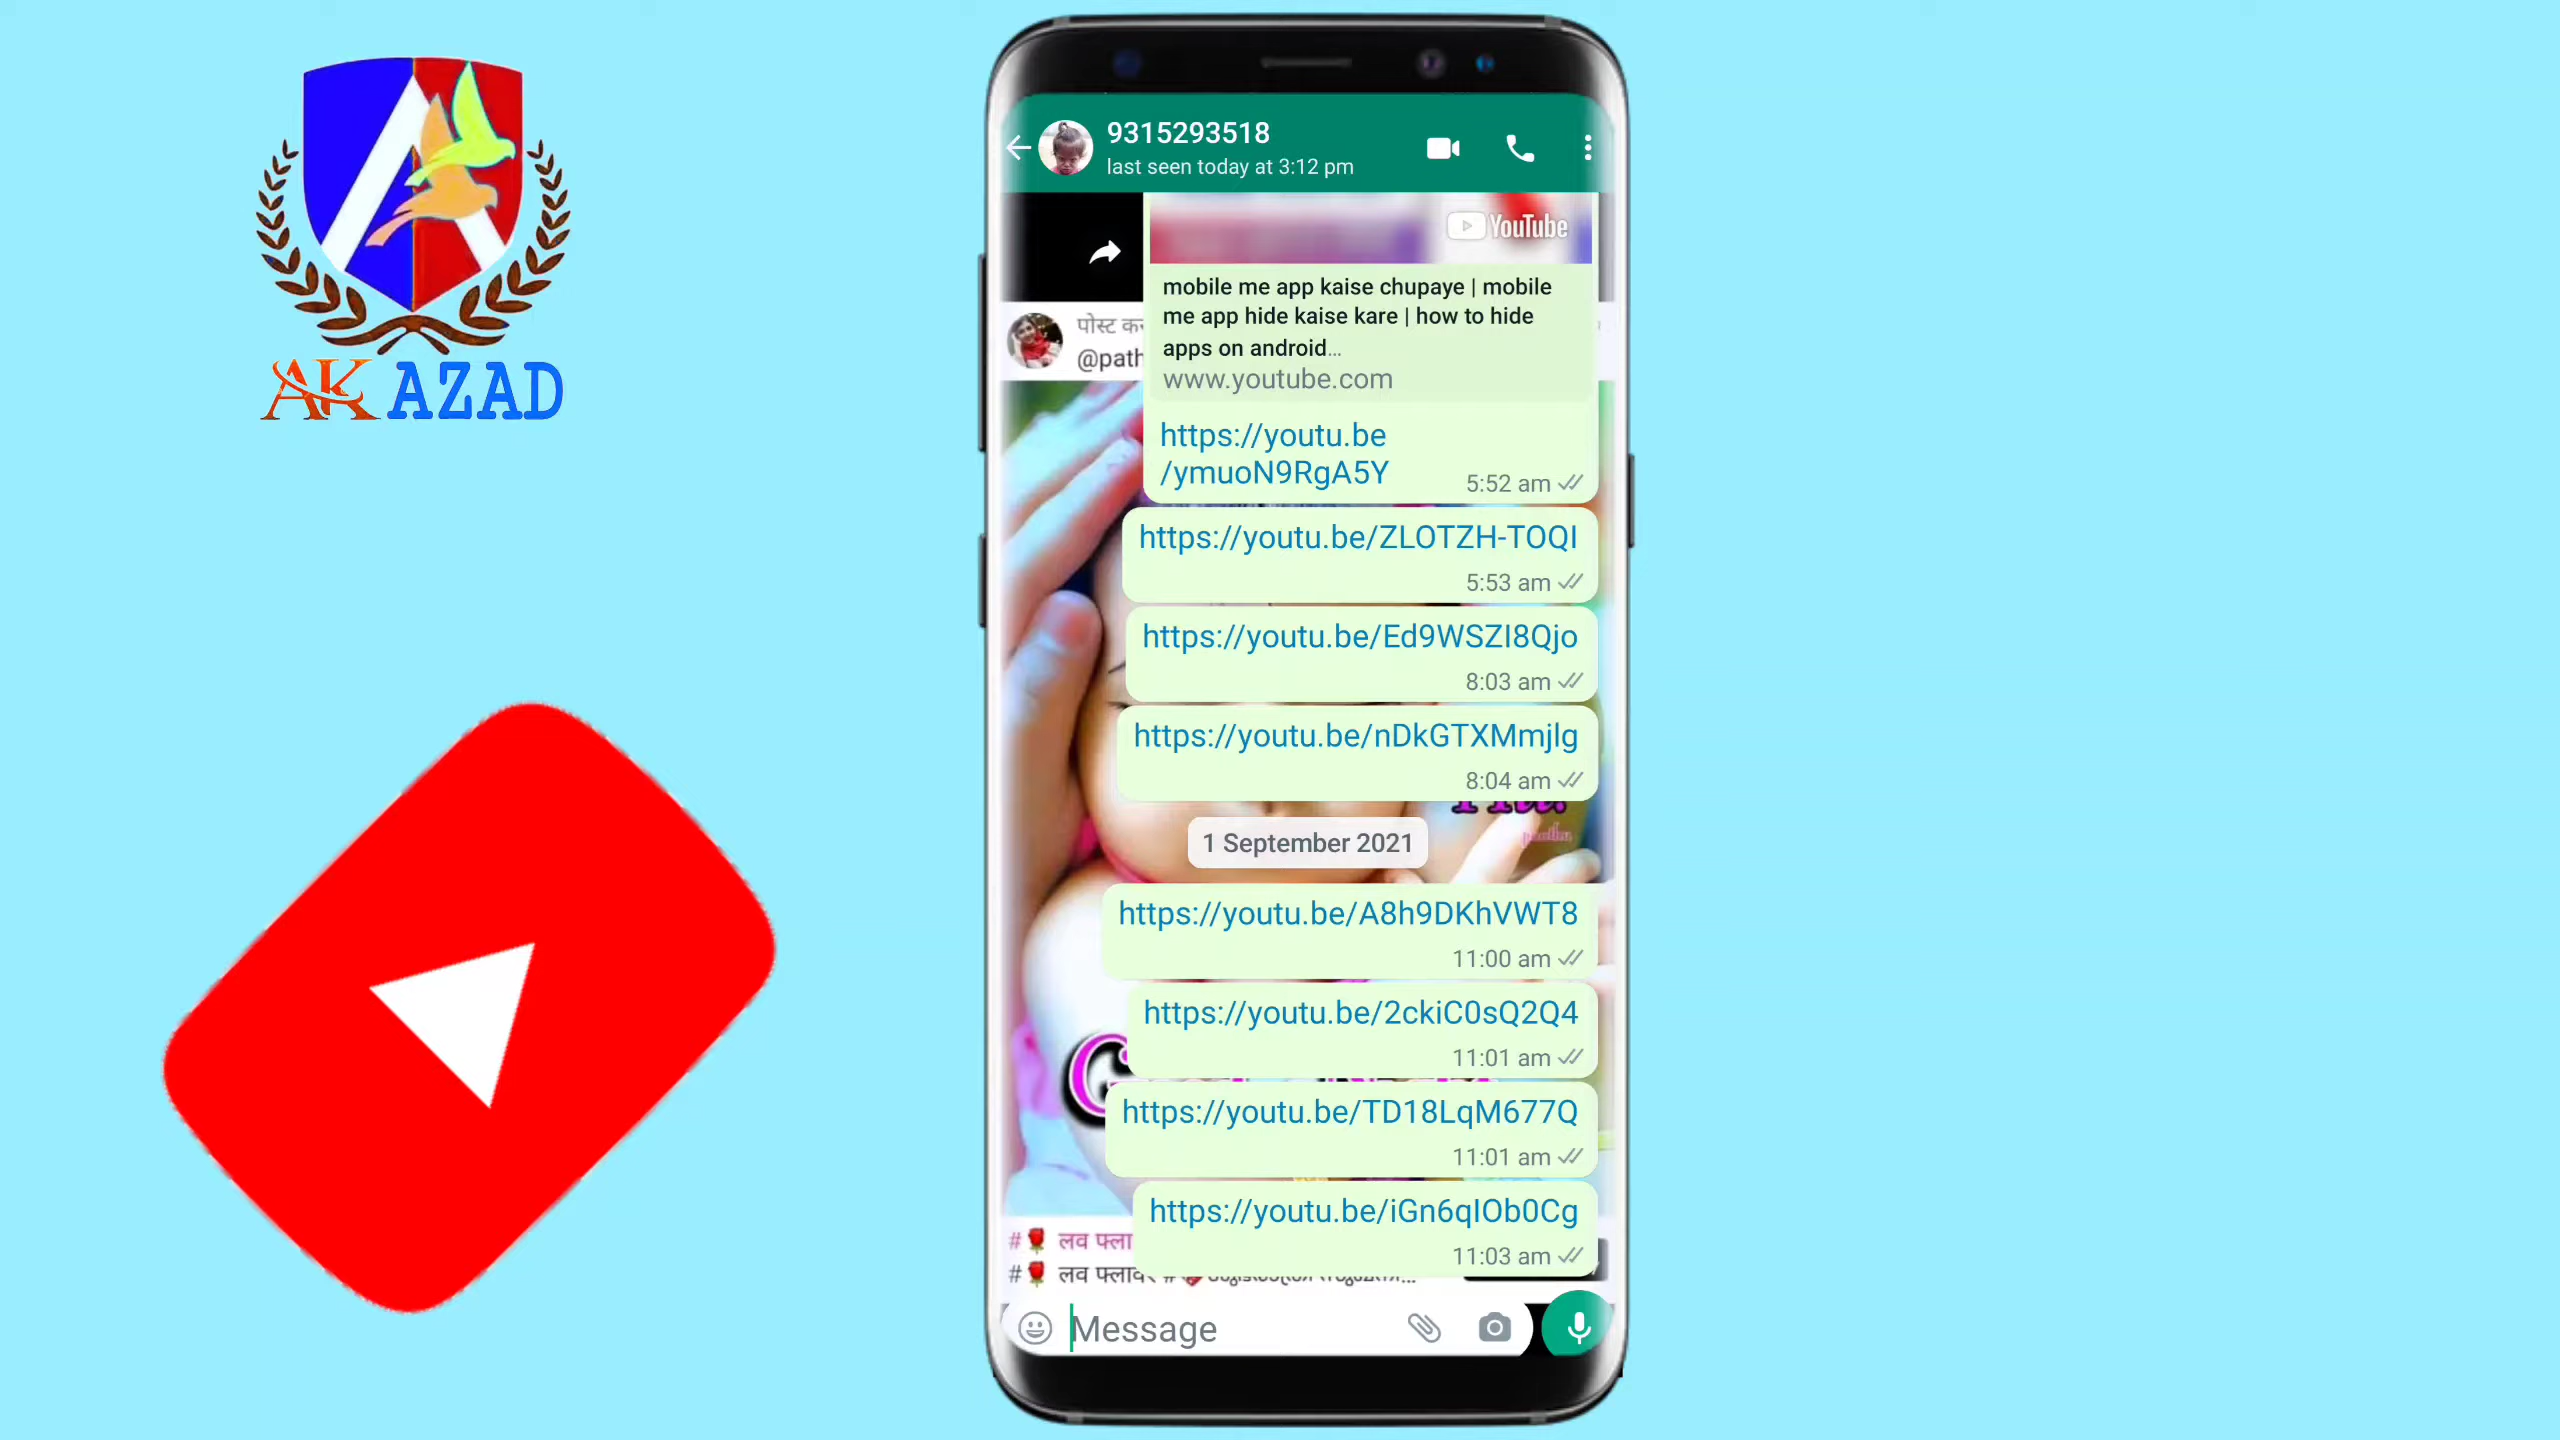 AK AZAD
9315293518
last seen today at 3:12 pm
YouTube
mobile me app kaise chupaye | mobile
me app hide kaise kare | how to hide
apps on android...
www.youtube.com
पोस्ट
@path
https://youtu.be
/ymuoN9RgA5Y
5:52 am
https://youtu.be/ZLOTZH-TOQI
5:53 am
https://youtu.be/Ed9WSZI8Qjo
8:03 am
https://youtu.be/nDkGTXMmjlg
8:04 am
1 September 2021
https://youtu.be/A8h9DKhVWT8
11:00 am
https://youtu.be/2ckiC0sQ2Q4
11:01 am
https://youtu.be/TD18LqM677Q
11:01 am
https://youtu.be/iGn6qIOb0Cg
11:03 am
#🌹 लव फ्ला
#🌹 लव
Message